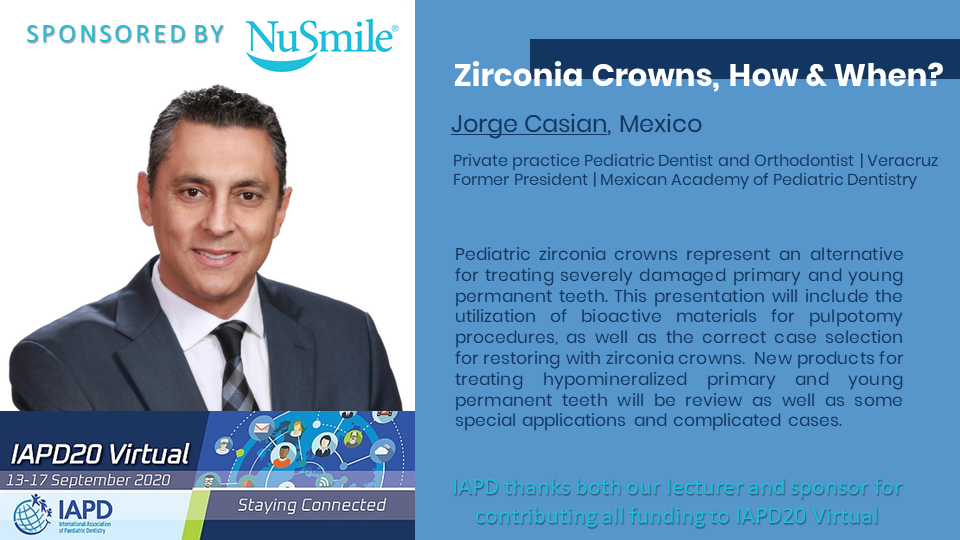 SPONSORED BY
NuSmile®
Zirconia Crowns, How & When?
Jorge Casian, Mexico
Private practice Pediatric Dentist and Orthodontist | Veracruz
Former President | Mexican Academy of Pediatric Dentistry
Pediatric zirconia crowns represent an alternative
for treating severely damaged primary and young
permanent teeth. This presentation will include the
utilization of bioactive materials for pulpotomy
procedures, as well as the correct case selection
for restoring with zirconia crowns. New products for
treating hypomineralized primary and young
permanent teeth will be review as well as some
special applications and complicated cases.
IAPD20 Virtual
13-17 September 2020
IAPD
International Association
of Paediatric Dentistry
Staying Connected
IAPD thanks both our lecturer and sponsor for
contributing all funding to IAPD20 Virtual